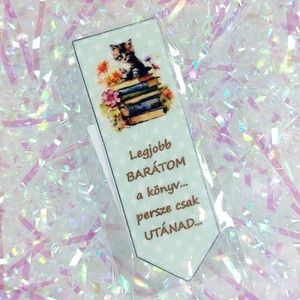 Legjobb
BARÁTOM
a könyv...
persze csak
UTÁNAD...